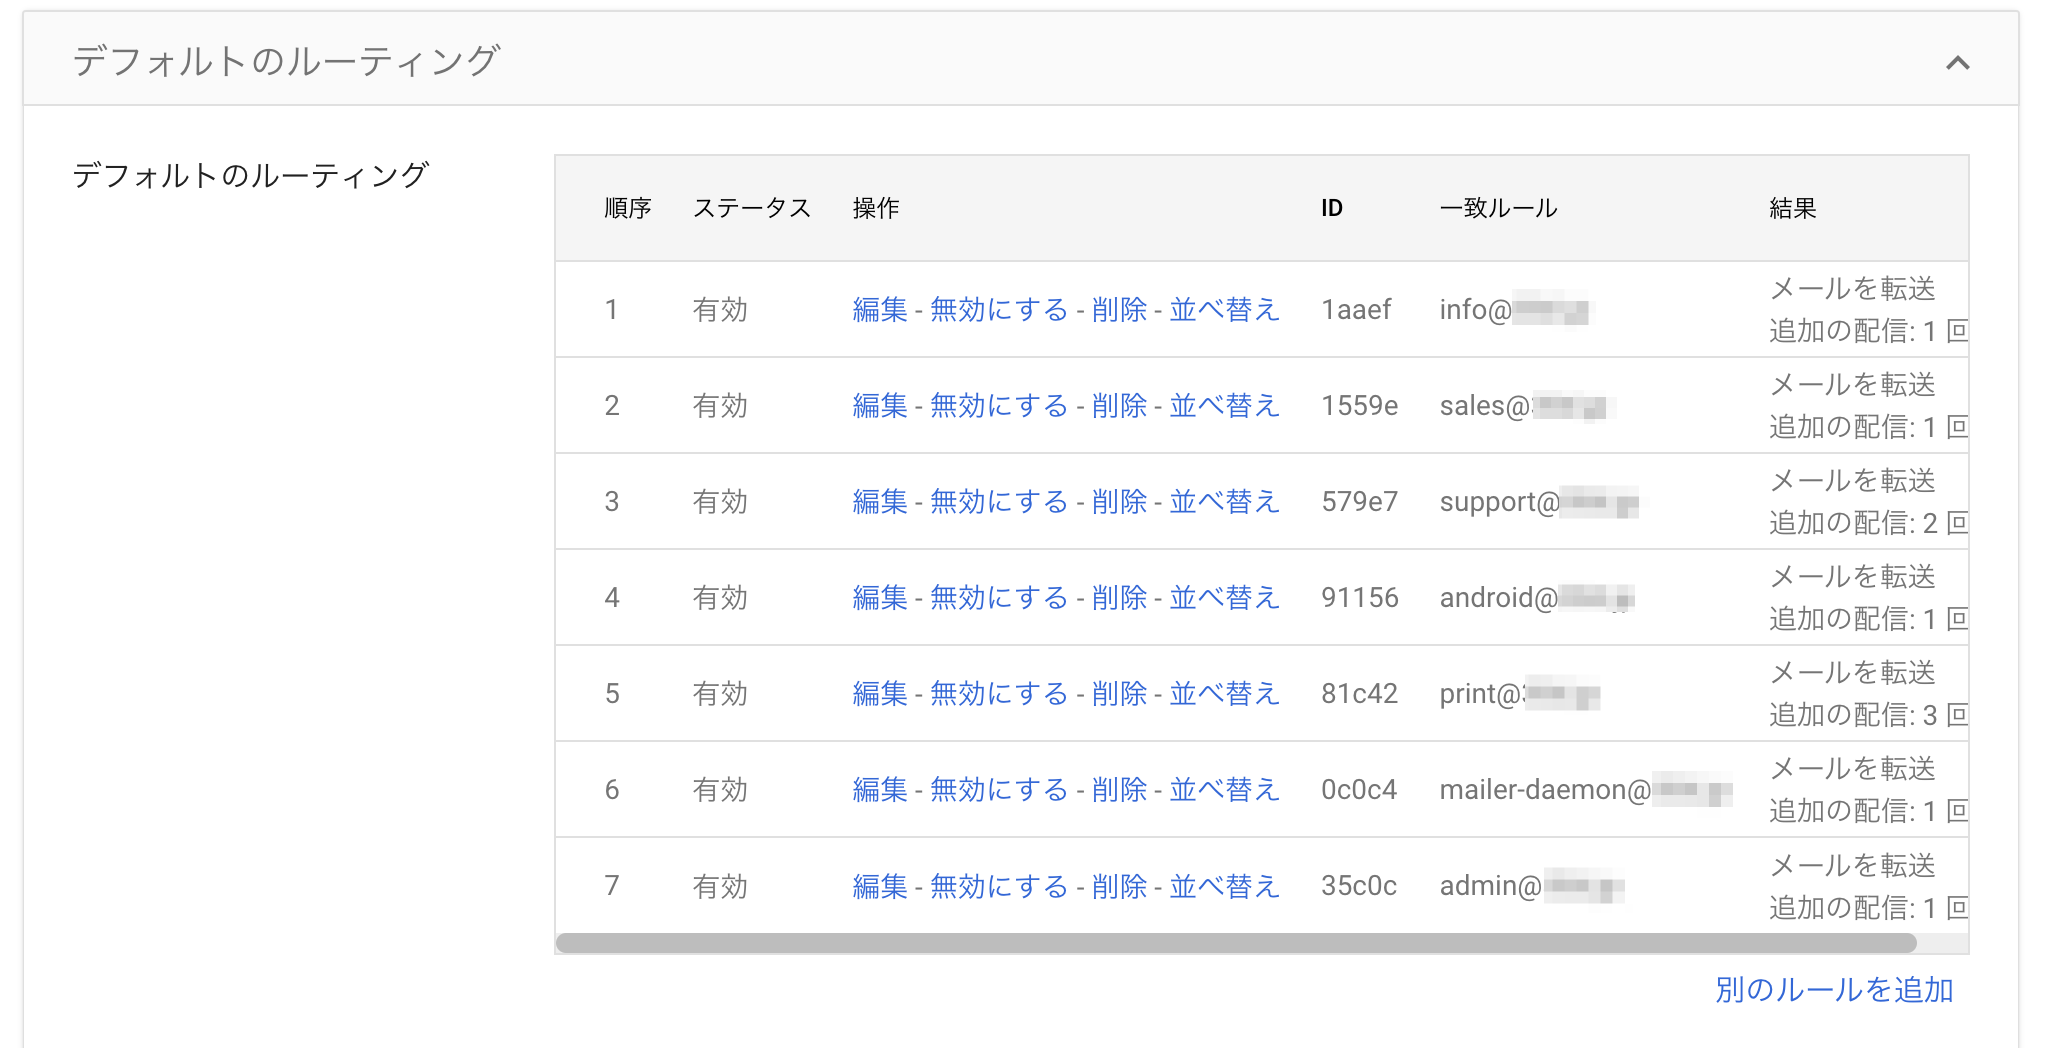 デフォルトのルーティング
デフォルトのルーティング
順序 ステータス 操作 ID 一致ルール 結果
1 有効 編集 - 無効にする - 削除 - 並べ替え 1aaef info@ メールを転送
追加の配信: 1 回
2 有効 編集 - 無効にする - 削除 - 並べ替え 1559e sales@ メールを転送
追加の配信: 1 回
3 有効 編集 - 無効にする - 削除 - 並べ替え 579e7 support@ メールを転送
追加の配信: 2 回
4 有効 編集 - 無効にする - 削除 - 並べ替え 91156 android@ メールを転送
追加の配信: 1 回
5 有効 編集 - 無効にする - 削除 - 並べ替え 81c42 print@ メールを転送
追加の配信: 3 回
6 有効 編集 - 無効にする - 削除 - 並べ替え 0c0c4 mailer-daemon@ メールを転送
追加の配信: 1 回
7 有効 編集 - 無効にする - 削除 - 並べ替え 35c0c admin@ メールを転送
追加の配信: 1 回
別のルールを追加